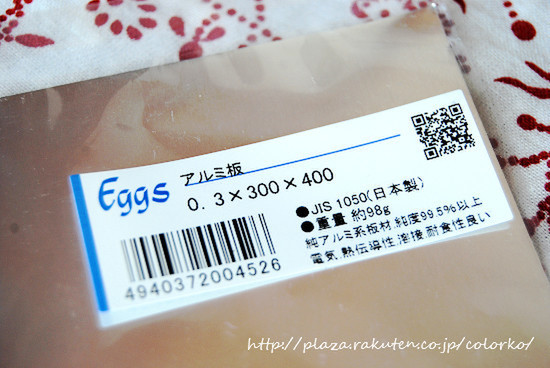 Eggs
アルミ板
0.3×300×400
●JIS 1050(日本製)
●重量 約98g
純アルミ系板材.純度99.5%以上
電気.熱伝導性.溶接.耐食性良い
4940372004526
http://plaza.rakuten.co.jp/colorko/